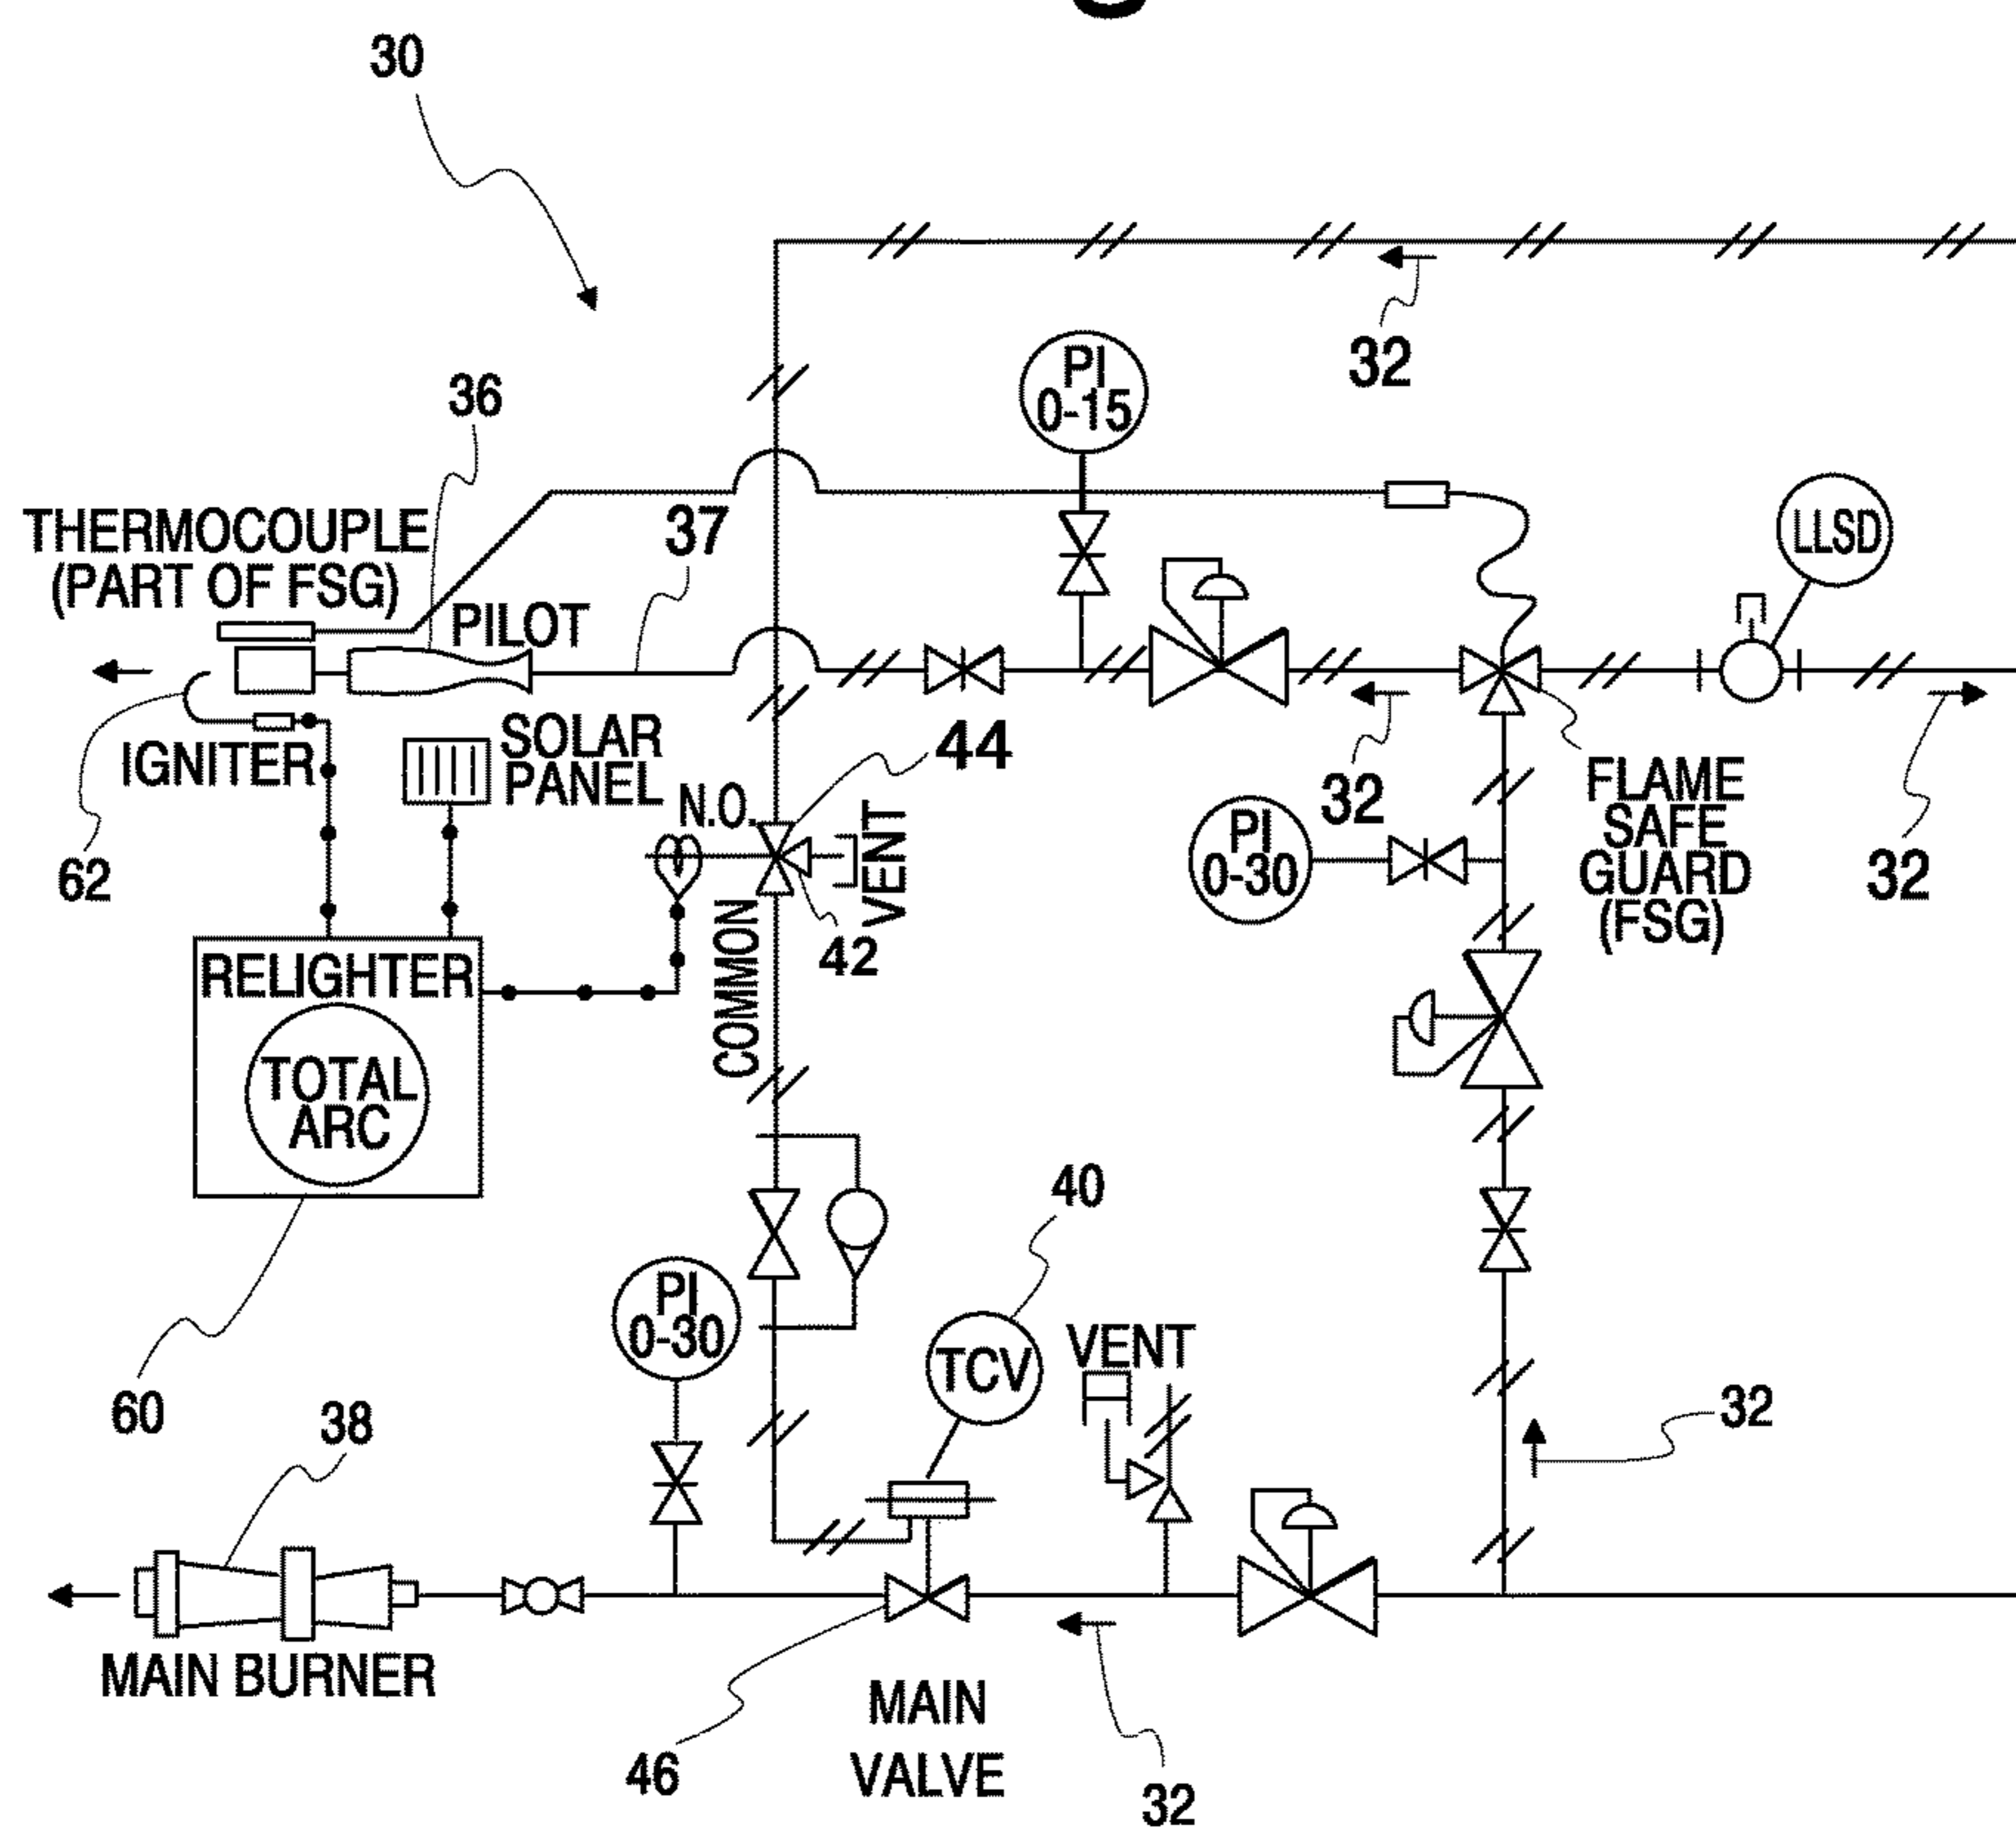 30
32
PI
0-15
36
LLSD
THERMOCOUPLE
(PART OF FSG)
37
PILOT
IGNITER
SOLAR
PANEL
44
N.O.
VENT
32
FLAME
SAFE
GUARD
(FSG)
PI
0-30
32
62
42
COMMON
RELIGHTER
TOTAL
ARC
40
PI
0-30
TCV
VENT
60
38
32
MAIN BURNER
46
MAIN
VALVE
32